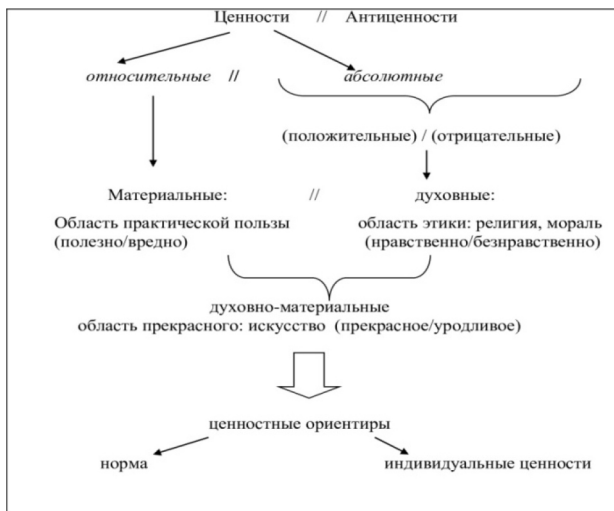 Ценности // Антиценности
относительные // абсолютные
(положительные) / (отрицательные)
Материальные: // духовные:
Область практической пользы область этики: религия, мораль
(полезно/вредно) (нравственно/безнравственно)
духовно-материальные
область прекрасного: искусство (прекрасное/уродливое)
ценностные ориентиры
норма индивидуальные ценности